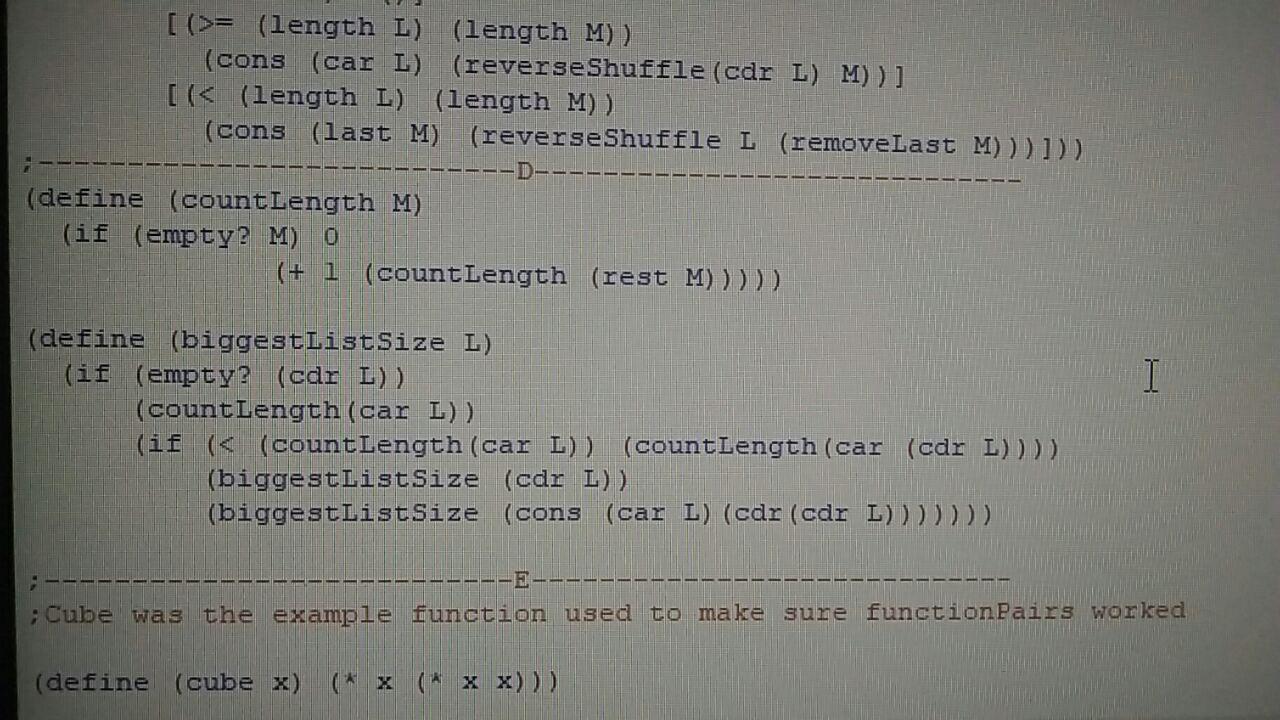 [(>= (length L) (length M))
(cons (car L) (reverseShuffle(cdr L) M))]
[(< (length L) (length M))
(cons (last M) (reverseShuffle L (removeLast M)))]))
;---------------------------D---------------------------
(define (countLength M)
(if (empty? M) 0
(+ 1 (countLength (rest M)))))
(define (biggestListSize L)
(if (empty? (cdr L))
(countLength(car L))
(if (< (countLength(car L)) (countLength(car (cdr L))))
(biggestListSize (cdr L))
(biggestListSize (cons (car L)(cdr(cdr L)))))))
;---------------------------E---------------------------
;Cube was the example function used to make sure functionPairs worked
(define (cube x) (* x (* x x)))